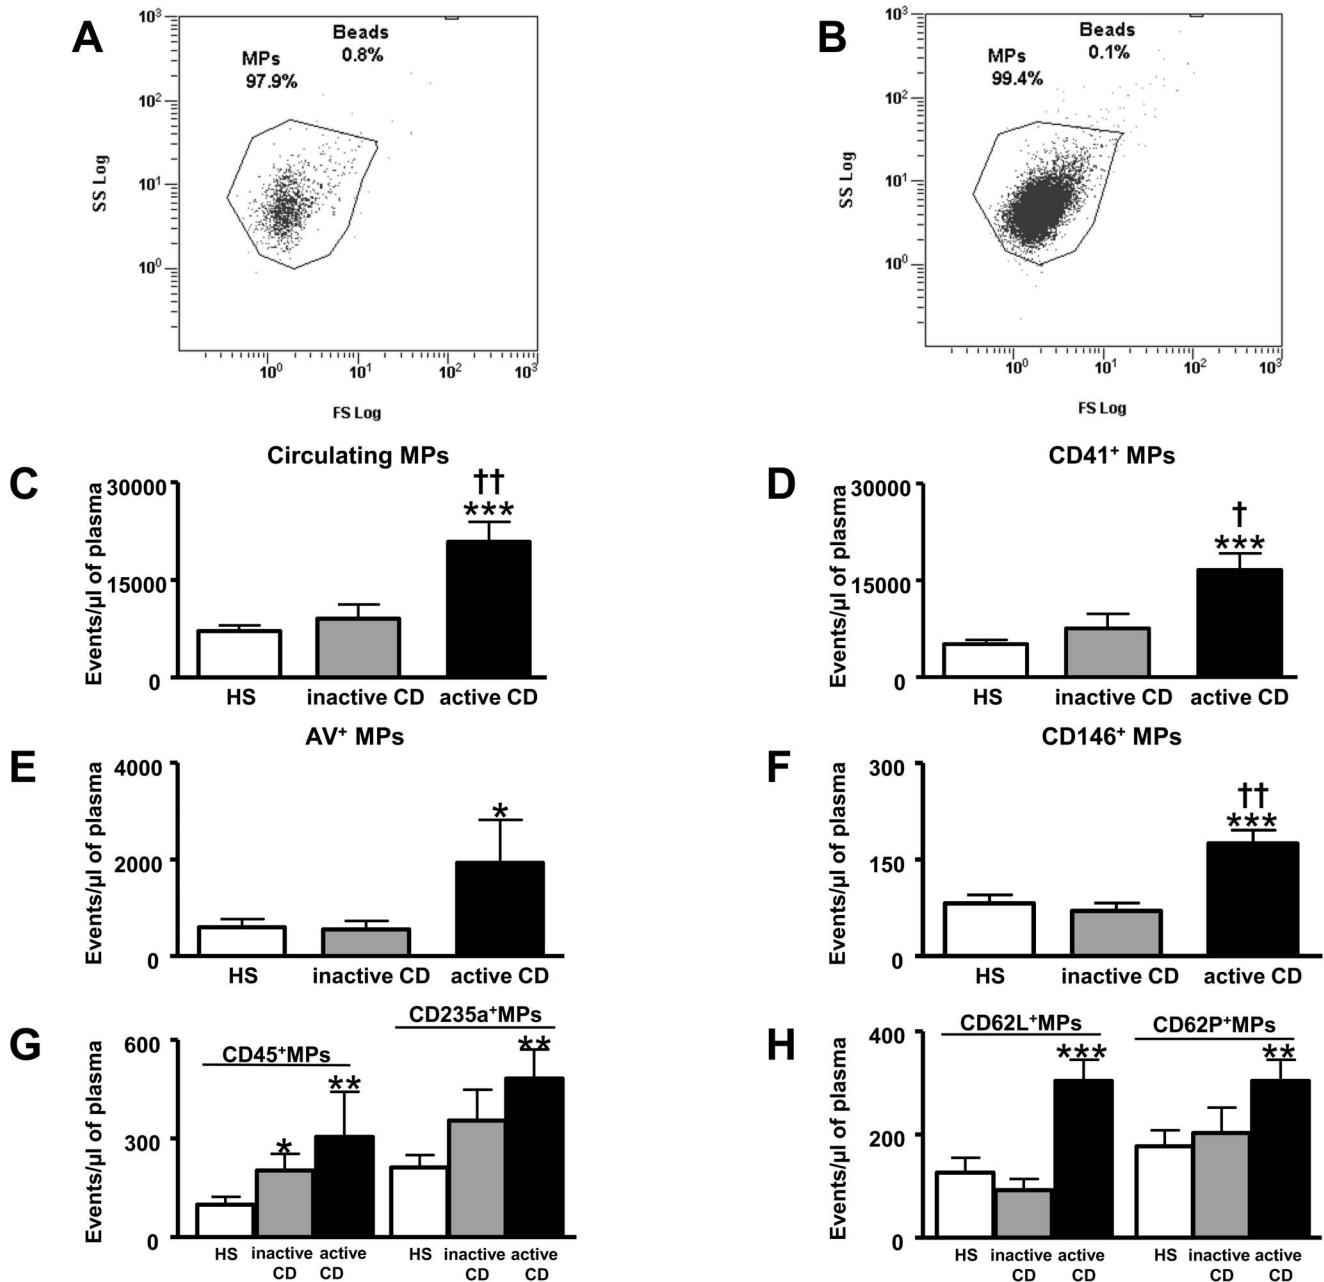 A
10³
10²
10¹
10⁰
SS Log
MPs
97.9%
Beads
0.8%
10⁰
10¹
10²
10³
FS Log
B
10³
10²
10¹
10⁰
SS Log
MPs
99.4%
Beads
0.1%
10⁰
10¹
10²
10³
FS Log
C
Circulating MPs
Events/µl of plasma
30000
15000
0
††
***
HS
inactive CD
active CD
D
CD41⁺ MPs
Events/µl of plasma
30000
15000
0
†
***
HS
inactive CD
active CD
E
AV⁺ MPs
Events/µl of plasma
4000
2000
0
*
HS
inactive CD
active CD
F
CD146⁺ MPs
Events/µl of plasma
300
150
0
††
***
HS
inactive CD
active CD
G
Events/µl of plasma
600
300
0
CD45⁺MPs
*
**
CD235a⁺MPs
**
HS
inactive
CD
active
CD
HS
inactive
CD
active
CD
H
Events/µl of plasma
400
200
0
CD62L⁺MPs
***
CD62P⁺MPs
**
HS
inactive
CD
active
CD
HS
inactive
CD
active
CD